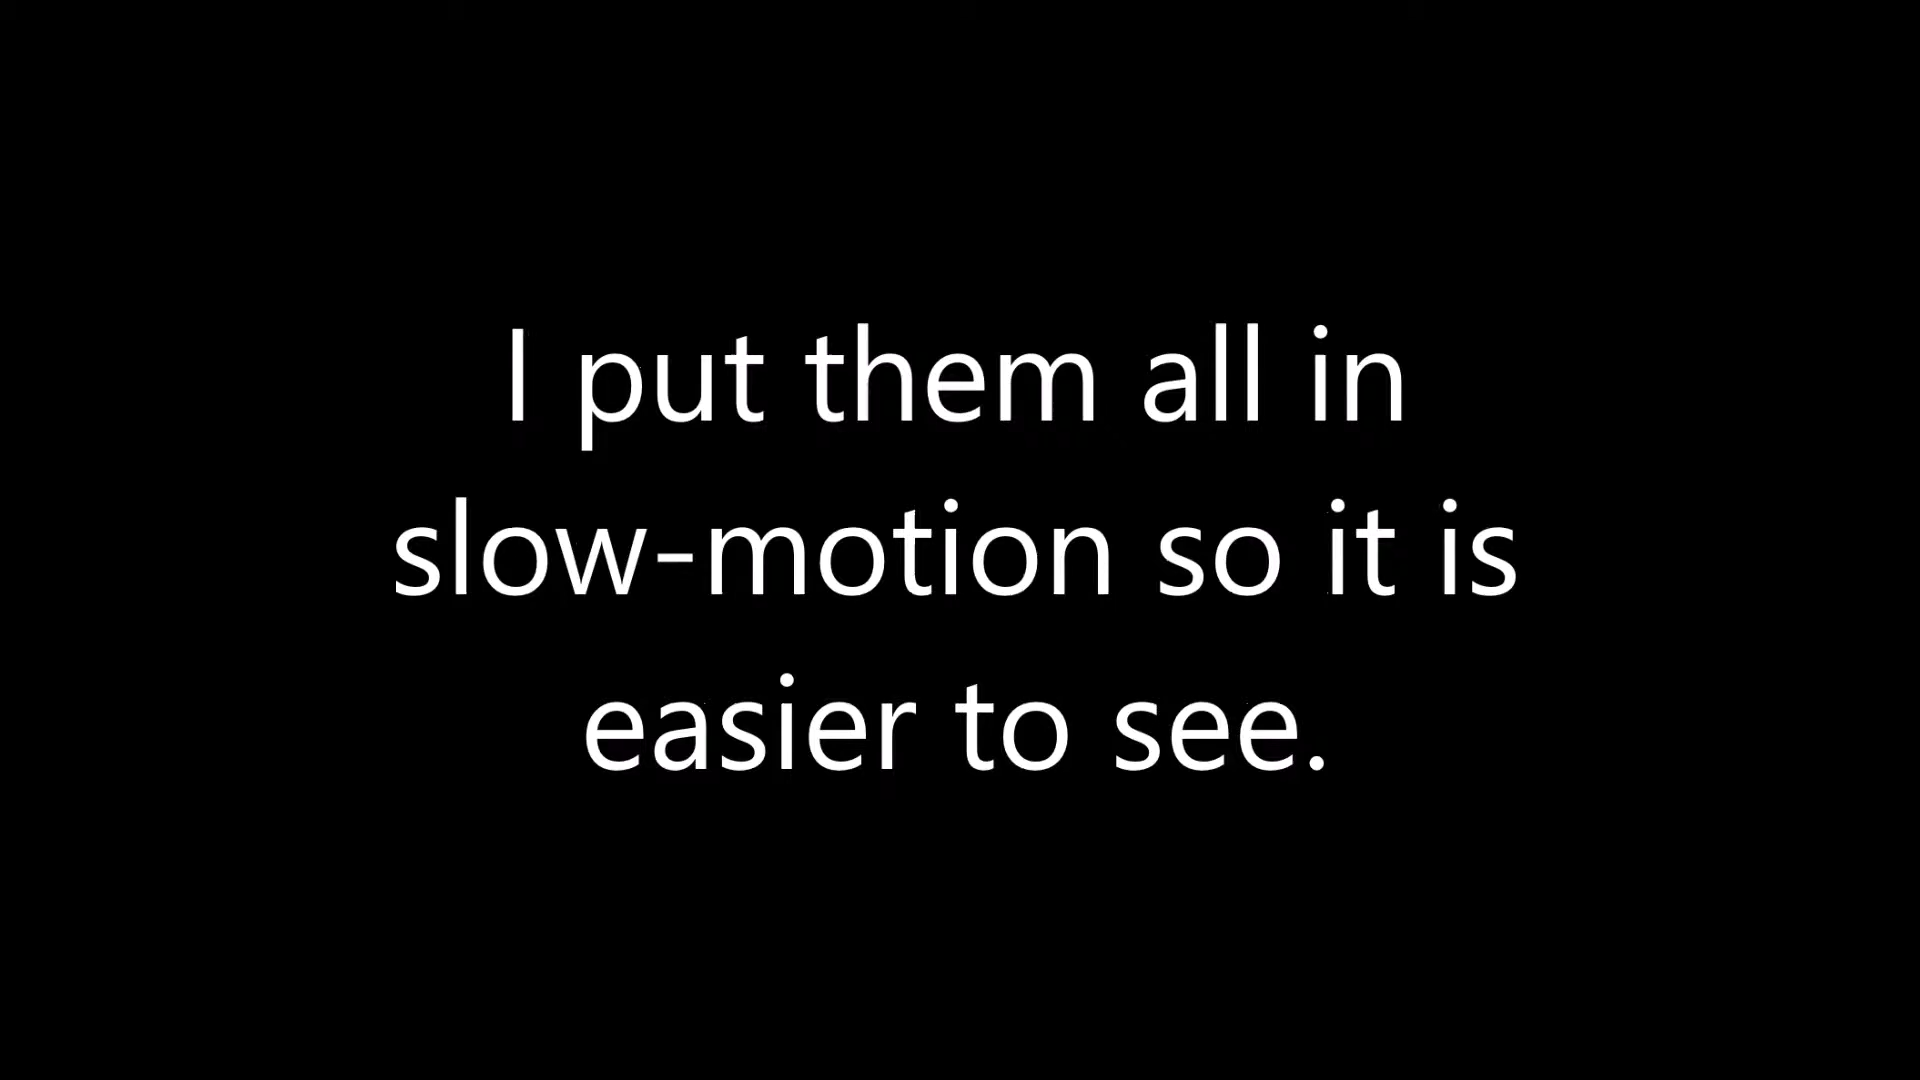 I put them all in
slow-motion so it is
easier to see.